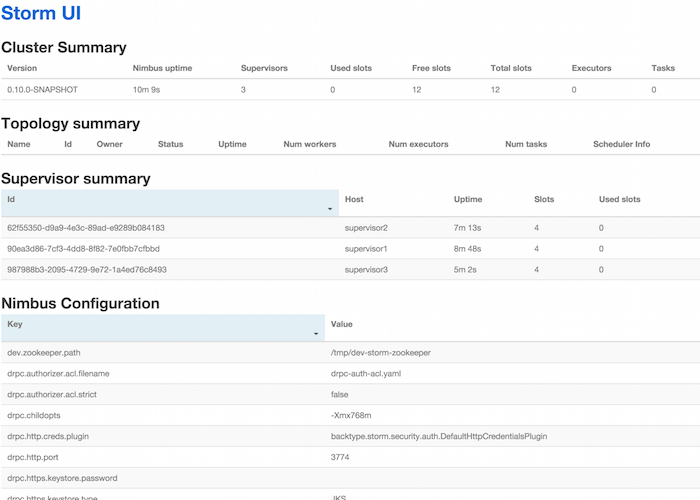 Storm UI
Cluster Summary
Version Nimbus uptime Supervisors Used slots Free slots Total slots Executors Tasks
0.10.0-SNAPSHOT 10m 9s 3 0 12 12 0 0
Topology summary
Name Id Owner Status Uptime Num workers Num executors Num tasks Scheduler Info
Supervisor summary
Id Host Uptime Slots Used slots
62f55350-d9a9-4e3c-89ad-e9289b084183 supervisor2 7m 13s 4 0
90ea3d86-7cf3-4dd8-8f82-7e0fbb7cfbbd supervisor1 8m 48s 4 0
987988b3-2095-4729-9e72-1a4ed76c8493 supervisor3 5m 2s 4 0
Nimbus Configuration
Key Value
dev.zookeeper.path /tmp/dev-storm-zookeeper
drpc.authorizer.acl.filename drpc-auth-acl.yaml
drpc.authorizer.acl.strict false
drpc.childopts -Xmx768m
drpc.http.creds.plugin backtype.storm.security.auth.DefaultHttpCredentialsPlugin
drpc.http.port 3774
drpc.https.keystore.password
drpc.https.keystore.type JKS